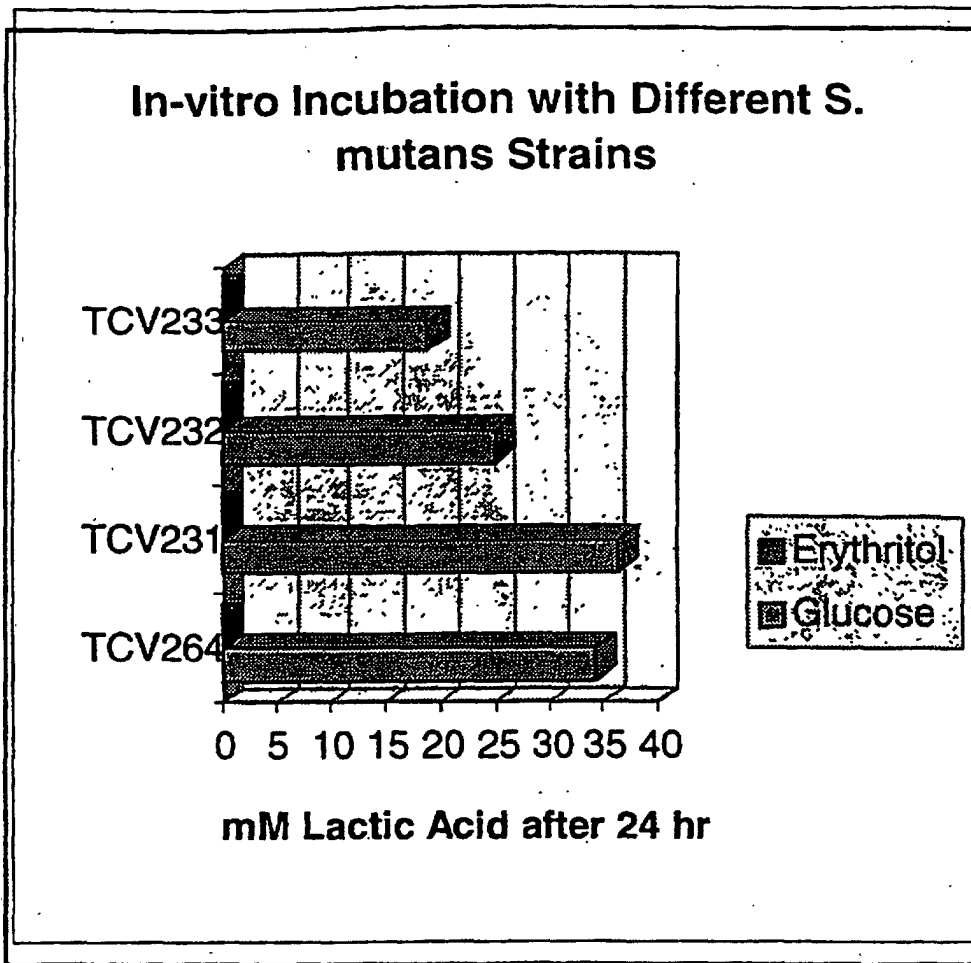 In-vitro Incubation with Different S.
mutans Strains
TCV233
TCV232
TCV231
TCV264
0 5 10 15 20 25 30 35 40
mM Lactic Acid after 24 hr
Erythritol
Glucose